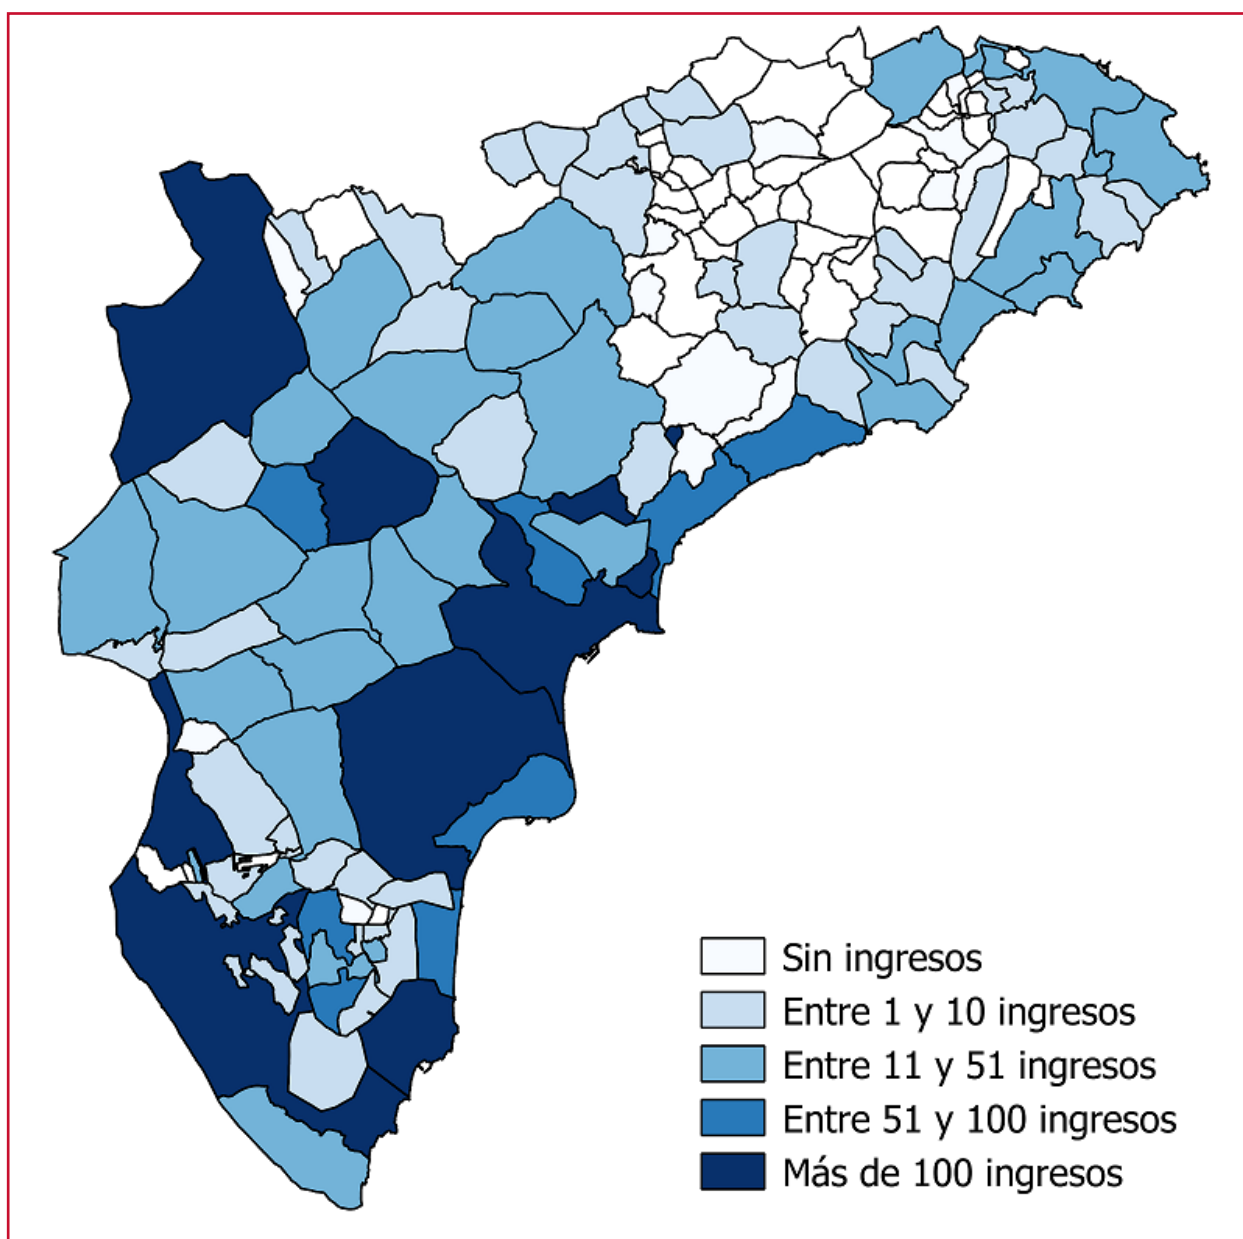 Sin ingresos
Entre 1 y 10 ingresos
Entre 11 y 51 ingresos
Entre 51 y 100 ingresos
Más de 100 ingresos